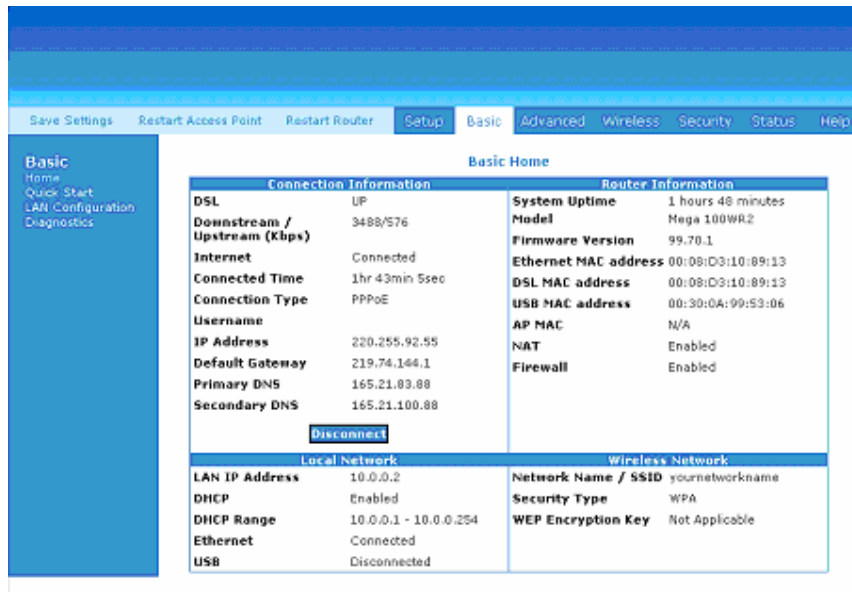 Save Settings Restart Access Point Restart Router Setup Basic Advanced Wireless Security Status Help
Basic
Home
Quick Start
LAN Configuration
Diagnostics
Basic Home
Connection Information
DSL UP
Downstream / Upstream (Kbps) 3488/576
Internet Connected
Connected Time 1hr 43min 5sec
Connection Type PPPoE
Username
IP Address 220.255.92.55
Default Gateway 219.74.144.1
Primary DNS 165.21.83.88
Secondary DNS 165.21.100.88
Disconnect
Router Information
System Uptime 1 hours 48 minutes
Model Mega 100WR2
Firmware Version 99.70.1
Ethernet MAC address 00:08:D3:10:89:13
DSL MAC address 00:08:D3:10:89:13
USB MAC address 00:30:0A:99:53:06
AP MAC N/A
NAT Enabled
Firewall Enabled
Local Network
LAN IP Address 10.0.0.2
DHCP Enabled
DHCP Range 10.0.0.1 - 10.0.0.254
Ethernet Connected
USB Disconnected
Wireless Network
Network Name / SSID yournetworkname
Security Type WPA
WEP Encryption Key Not Applicable